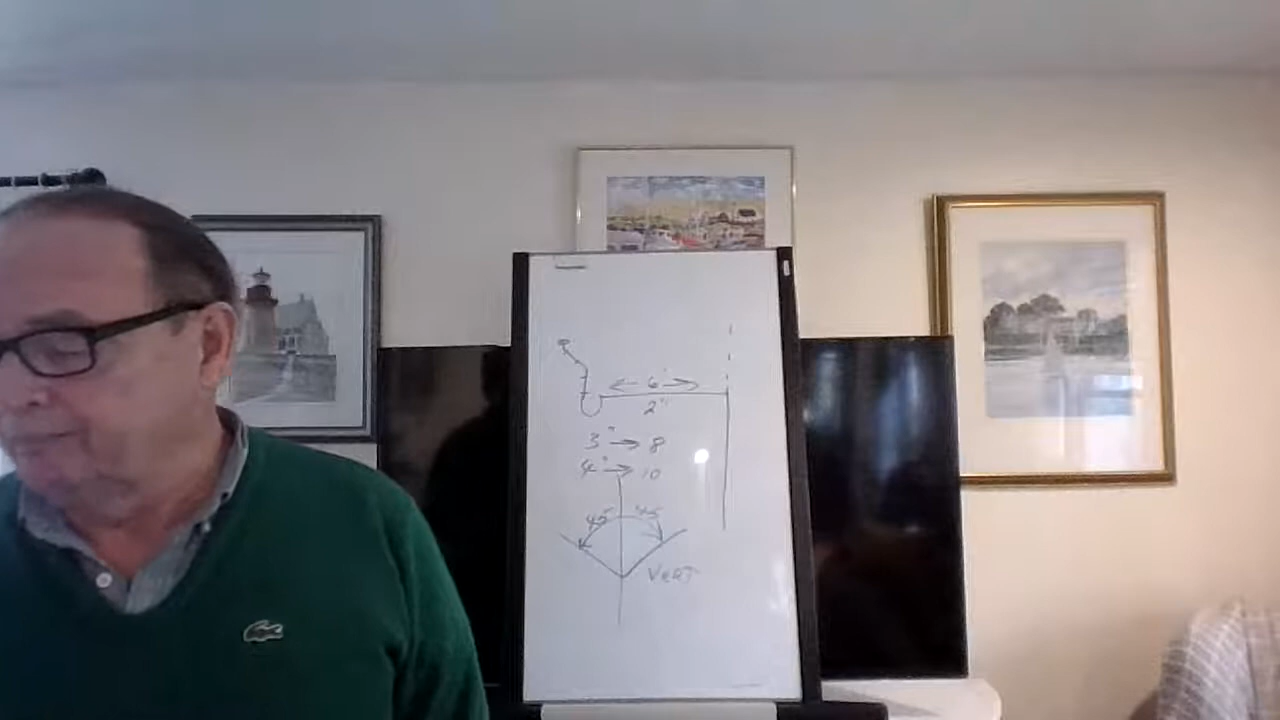 6'
2"
3" → 8
4" → 10
45° 45°
VERT